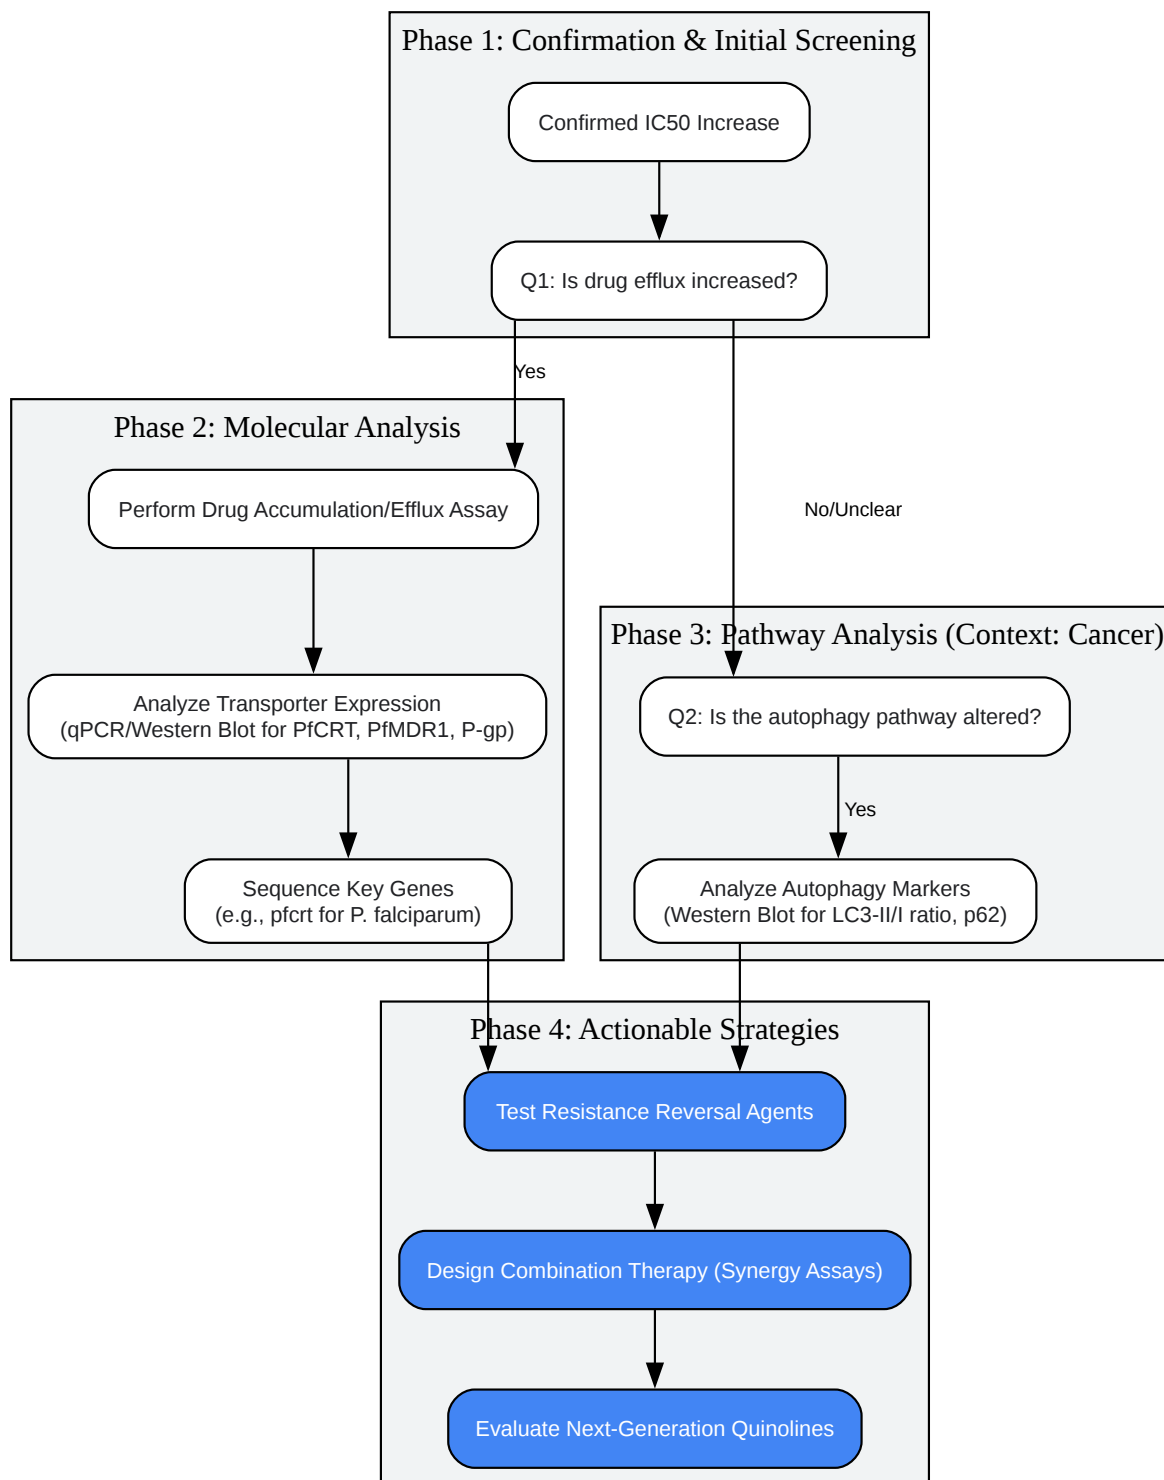 Phase 1: Confirmation & Initial Screening
Confirmed IC50 Increase
Q1: Is drug efflux increased?
Yes
No/Unclear
Phase 2: Molecular Analysis
Perform Drug Accumulation/Efflux Assay
Analyze Transporter Expression
(qPCR/Western Blot for PfCRT, PfMDR1, P-gp)
Sequence Key Genes
(e.g., pfcrt for P. falciparum)
Phase 3: Pathway Analysis (Context: Cancer)
Q2: Is the autophagy pathway altered?
Yes
Analyze Autophagy Markers
(Western Blot for LC3-II/I ratio, p62)
Phase 4: Actionable Strategies
Test Resistance Reversal Agents
Design Combination Therapy (Synergy Assays)
Evaluate Next-Generation Quinolines